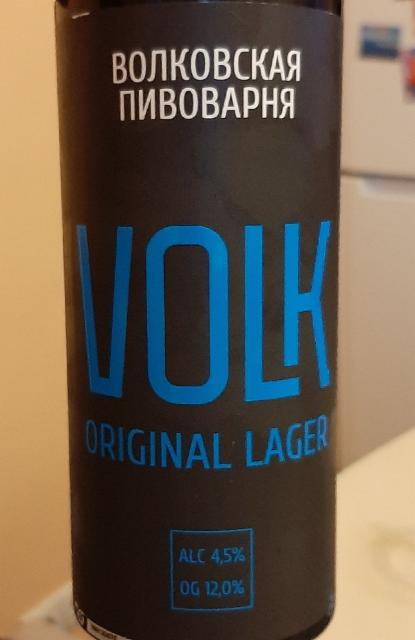 ВОЛКОВСКАЯ
ПИВОВАРНЯ
VOLK
ORIGINAL LAGER
ALC 4,5%
OG 12,0%